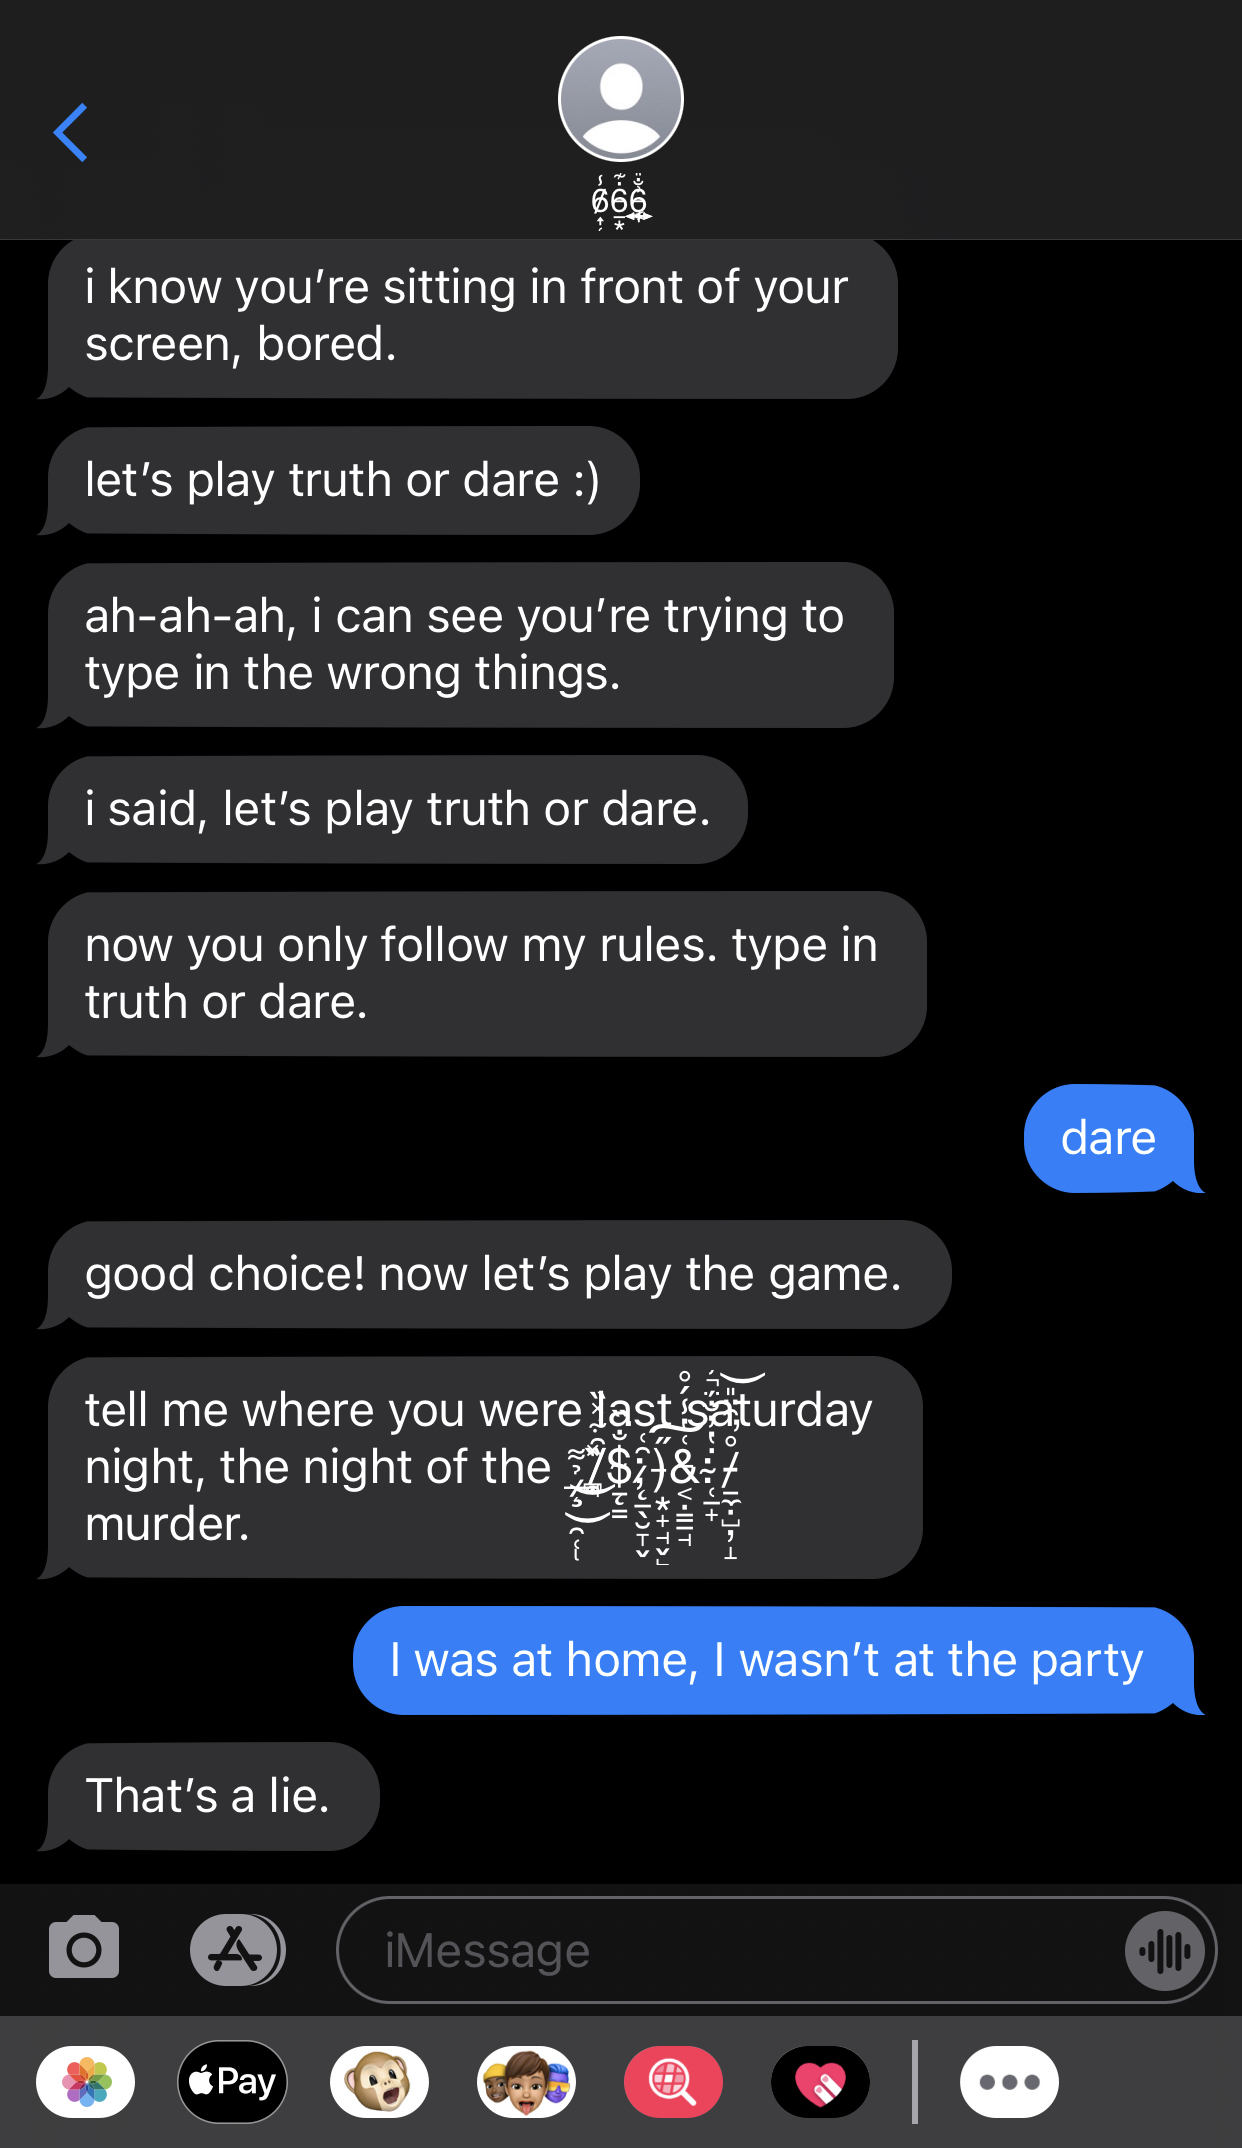 666
i know you’re sitting in front of your
screen, bored.
let’s play truth or dare :)
ah-ah-ah, i can see you’re trying to
type in the wrong things.
i said, let’s play truth or dare.
now you only follow my rules. type in
truth or dare.
dare
good choice! now let’s play the game.
tell me where you were last saturday
night, the night of the
murder.
I was at home, I wasn’t at the party
That’s a lie.
iMessage
Pay